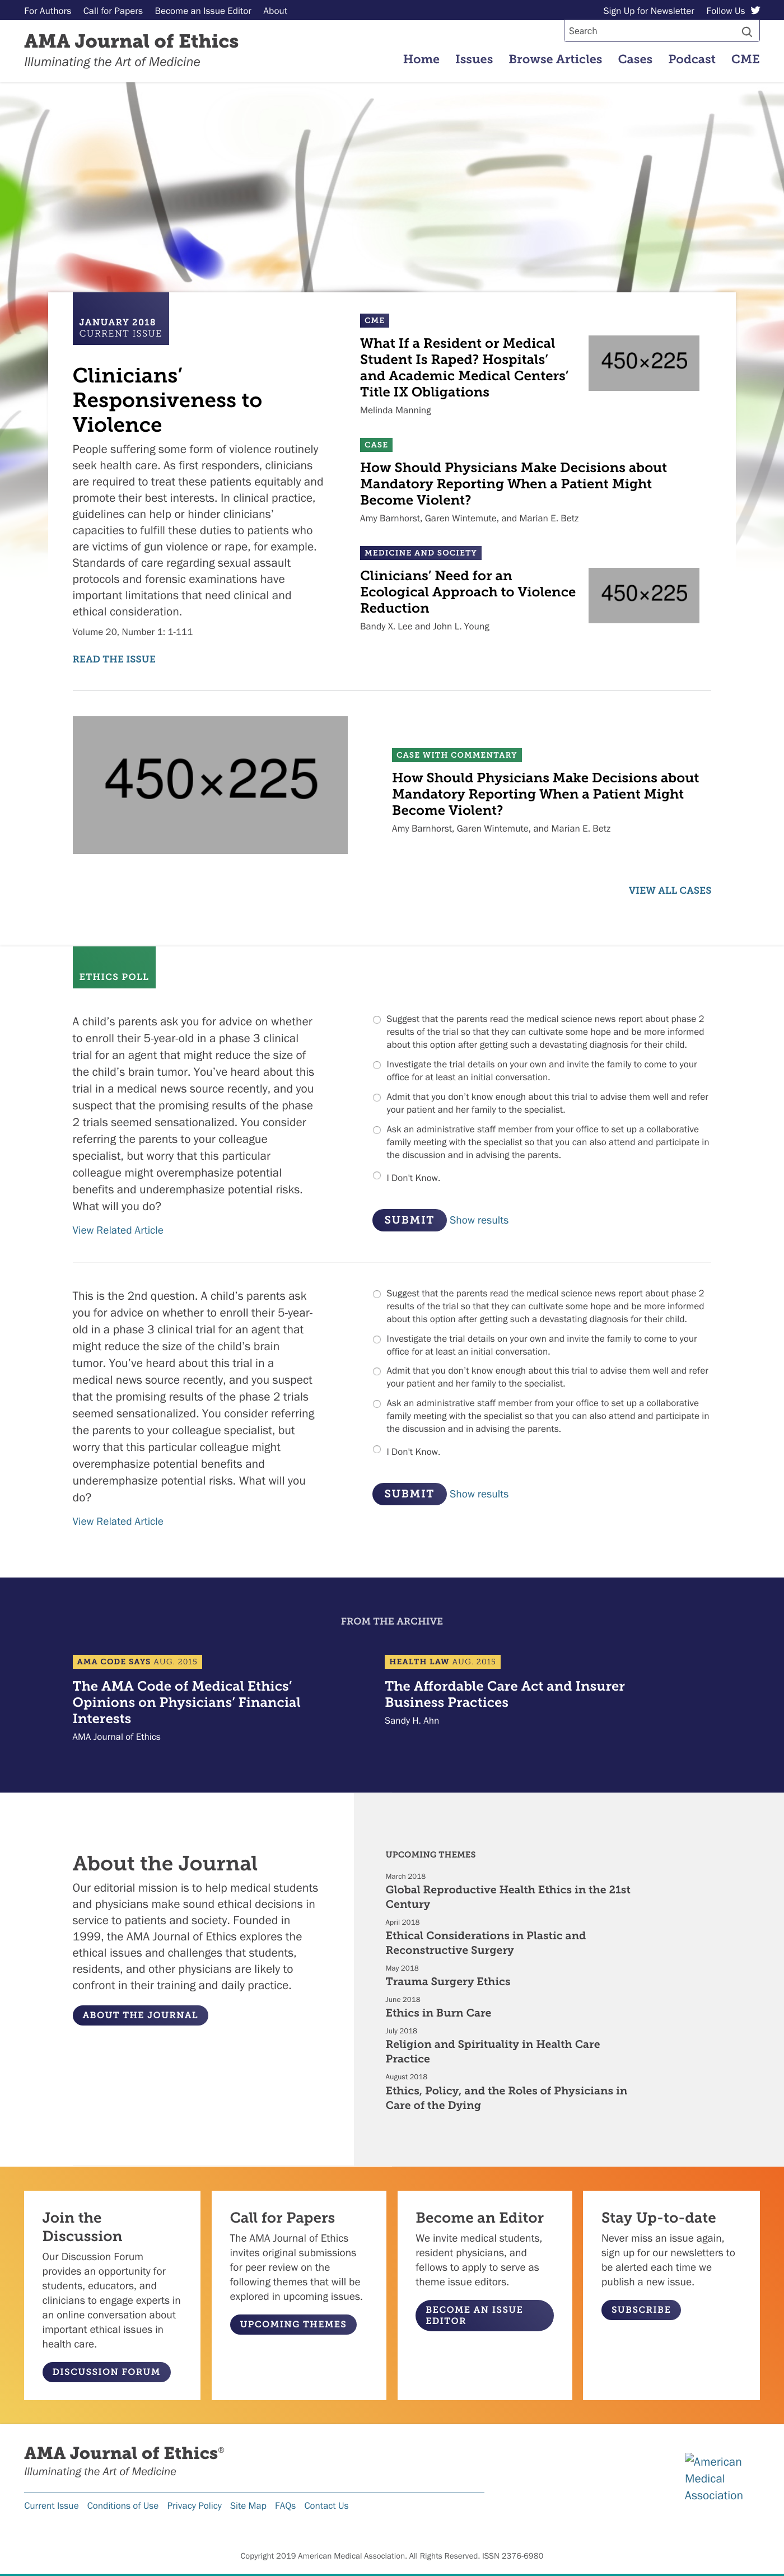 For Authors Call for Papers Become an Issue Editor About Sign Up for Newsletter Follow Us
AMA Journal of Ethics
Illuminating the Art of Medicine
Search
Home Issues Browse Articles Cases Podcast CME
JANUARY 2018
CURRENT ISSUE
Clinicians’
Responsiveness to
Violence
People suffering some form of violence routinely
seek health care. As first responders, clinicians
are required to treat these patients equitably and
promote their best interests. In clinical practice,
guidelines can help or hinder clinicians’
capacities to fulfill these duties to patients who
are victims of gun violence or rape, for example.
Standards of care regarding sexual assault
protocols and forensic examinations have
important limitations that need clinical and
ethical consideration.
Volume 20, Number 1: 1-111
READ THE ISSUE
CME
What If a Resident or Medical
Student Is Raped? Hospitals’
and Academic Medical Centers’
Title IX Obligations
Melinda Manning
450×225
CASE
How Should Physicians Make Decisions about
Mandatory Reporting When a Patient Might
Become Violent?
Amy Barnhorst, Garen Wintemute, and Marian E. Betz
MEDICINE AND SOCIETY
Clinicians’ Need for an
Ecological Approach to Violence
Reduction
Bandy X. Lee and John L. Young
450×225
450×225
CASE WITH COMMENTARY
How Should Physicians Make Decisions about
Mandatory Reporting When a Patient Might
Become Violent?
Amy Barnhorst, Garen Wintemute, and Marian E. Betz
VIEW ALL CASES
ETHICS POLL
A child’s parents ask you for advice on whether
to enroll their 5-year-old in a phase 3 clinical
trial for an agent that might reduce the size of
the child’s brain tumor. You’ve heard about this
trial in a medical news source recently, and you
suspect that the promising results of the phase
2 trials seemed sensationalized. You consider
referring the parents to your colleague
specialist, but worry that this particular
colleague might overemphasize potential
benefits and underemphasize potential risks.
What will you do?
View Related Article
Suggest that the parents read the medical science news report about phase 2
results of the trial so that they can cultivate some hope and be more informed
about this option after getting such a devastating diagnosis for their child.
Investigate the trial details on your own and invite the family to come to your
office for at least an initial conversation.
Admit that you don’t know enough about this trial to advise them well and refer
your patient and her family to the specialist.
Ask an administrative staff member from your office to set up a collaborative
family meeting with the specialist so that you can also attend and participate in
the discussion and in advising the parents.
I Don't Know.
SUBMIT Show results
This is the 2nd question. A child’s parents ask
you for advice on whether to enroll their 5-year-
old in a phase 3 clinical trial for an agent that
might reduce the size of the child’s brain
tumor. You’ve heard about this trial in a
medical news source recently, and you suspect
that the promising results of the phase 2 trials
seemed sensationalized. You consider referring
the parents to your colleague specialist, but
worry that this particular colleague might
overemphasize potential benefits and
underemphasize potential risks. What will you
do?
View Related Article
Suggest that the parents read the medical science news report about phase 2
results of the trial so that they can cultivate some hope and be more informed
about this option after getting such a devastating diagnosis for their child.
Investigate the trial details on your own and invite the family to come to your
office for at least an initial conversation.
Admit that you don’t know enough about this trial to advise them well and refer
your patient and her family to the specialist.
Ask an administrative staff member from your office to set up a collaborative
family meeting with the specialist so that you can also attend and participate in
the discussion and in advising the parents.
I Don't Know.
SUBMIT Show results
FROM THE ARCHIVE
AMA CODE SAYS AUG. 2015
The AMA Code of Medical Ethics’
Opinions on Physicians’ Financial
Interests
AMA Journal of Ethics
HEALTH LAW AUG. 2015
The Affordable Care Act and Insurer
Business Practices
Sandy H. Ahn
About the Journal
Our editorial mission is to help medical students
and physicians make sound ethical decisions in
service to patients and society. Founded in
1999, the AMA Journal of Ethics explores the
ethical issues and challenges that students,
residents, and other physicians are likely to
confront in their training and daily practice.
ABOUT THE JOURNAL
UPCOMING THEMES
March 2018
Global Reproductive Health Ethics in the 21st
Century
April 2018
Ethical Considerations in Plastic and
Reconstructive Surgery
May 2018
Trauma Surgery Ethics
June 2018
Ethics in Burn Care
July 2018
Religion and Spirituality in Health Care
Practice
August 2018
Ethics, Policy, and the Roles of Physicians in
Care of the Dying
Join the
Discussion
Our Discussion Forum
provides an opportunity for
students, educators, and
clinicians to engage experts in
an online conversation about
important ethical issues in
health care.
DISCUSSION FORUM
Call for Papers
The AMA Journal of Ethics
invites original submissions
for peer review on the
following themes that will be
explored in upcoming issues.
UPCOMING THEMES
Become an Editor
We invite medical students,
resident physicians, and
fellows to apply to serve as
theme issue editors.
BECOME AN ISSUE
EDITOR
Stay Up-to-date
Never miss an issue again,
sign up for our newsletters to
be alerted each time we
publish a new issue.
SUBSCRIBE
AMA Journal of Ethics®
Illuminating the Art of Medicine
American
Medical
Association
Current Issue Conditions of Use Privacy Policy Site Map FAQs Contact Us
Copyright 2019 American Medical Association. All Rights Reserved. ISSN 2376-6980